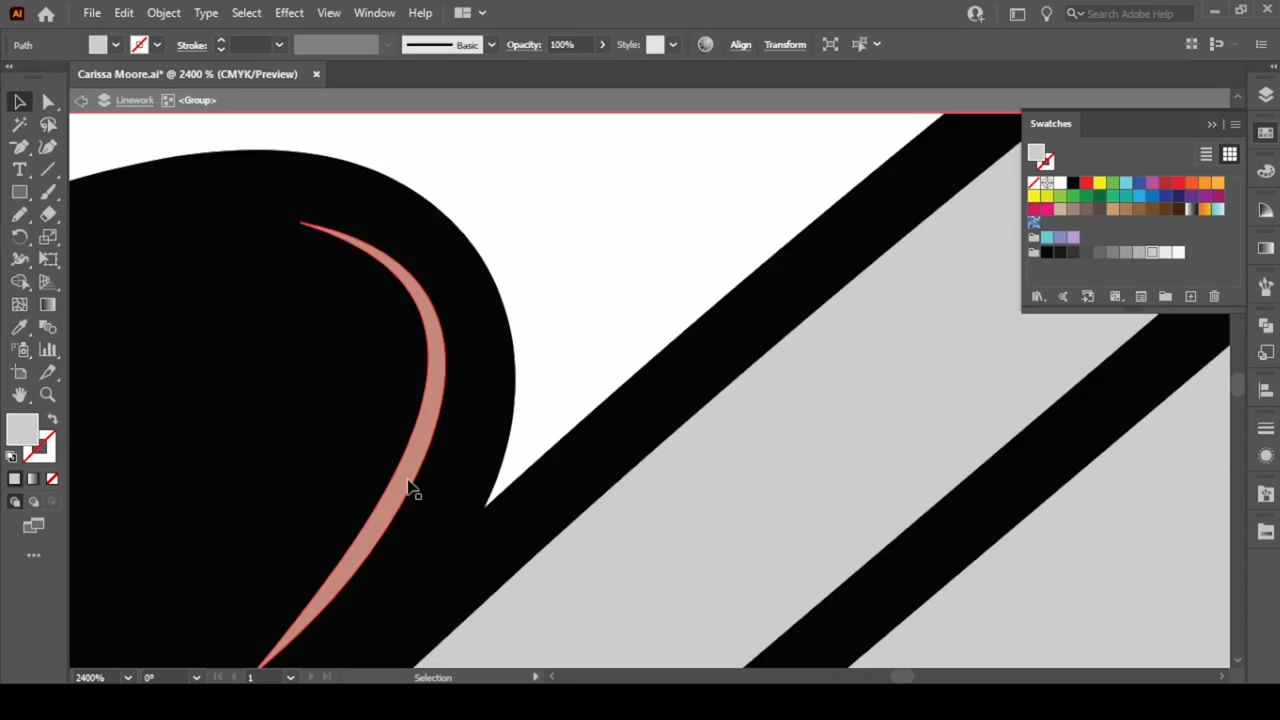 Ai File Edit Object Type Select Effect View Window Help Search Adobe Help
Path Stroke: Basic Opacity: 100% Style: Align Transform
Carissa Moore.ai* @ 2400 % (CMYK/Preview)
Linework <Group>
Swatches
2400% 0° 1 Selection